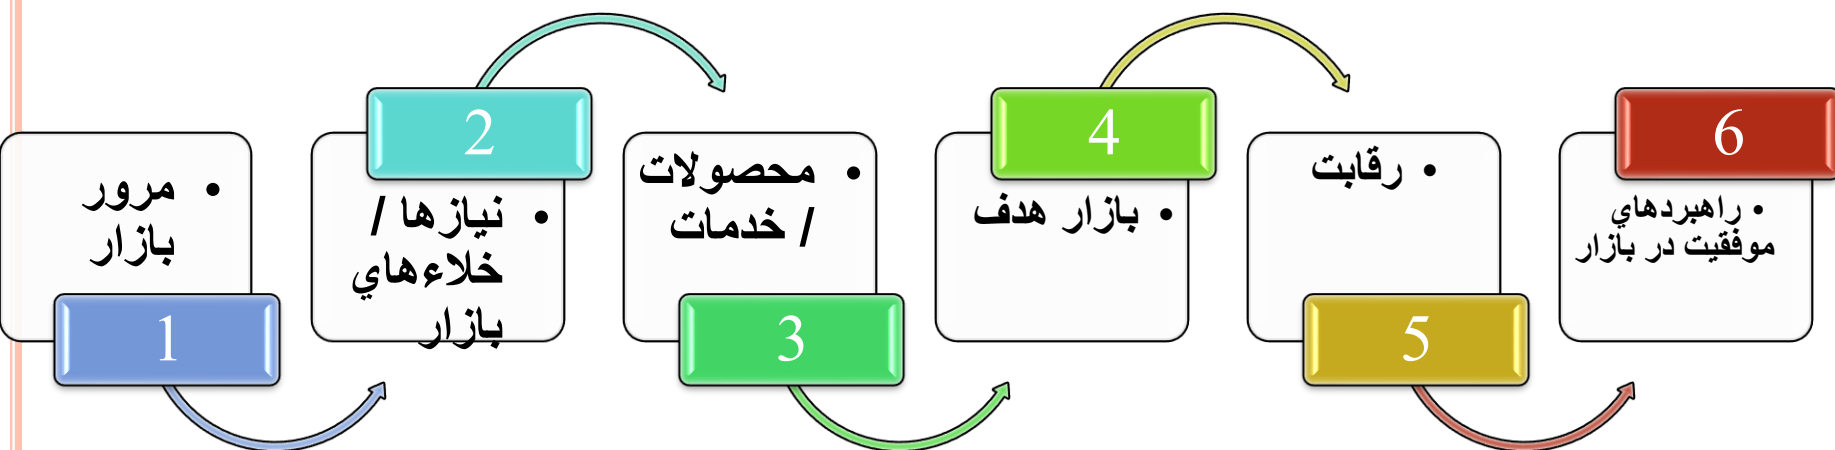 1
• مرور
بازار
2
• نيازها /
خلاءهاي
بازار
3
• محصولات
/ خدمات
4
• بازار هدف
5
• رقابت
6
• راهبردهاي
موفقيت در بازار